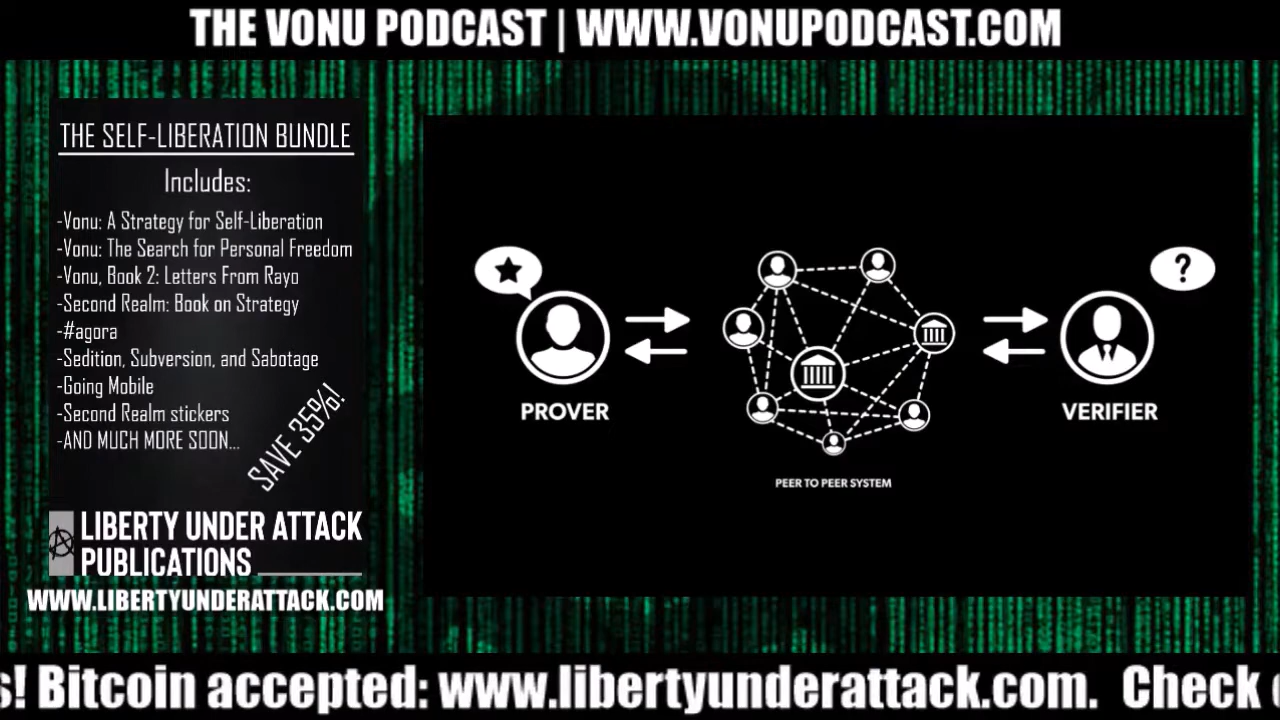 THE VONU PODCAST | WWW.VONUPODCAST.COM
THE SELF-LIBERATION BUNDLE
Includes:
-Vonu: A Strategy for Self-Liberation
-Vonu: The Search for Personal Freedom
-Vonu, Book 2: Letters From Rayo
-Second Realm: Book on Strategy
-#agora
-Sedition, Subversion, and Sabotage
-Going Mobile
-Second Realm stickers
-AND MUCH MORE SOON...
SAVE 35%!
LIBERTY UNDER ATTACK
PUBLICATIONS
WWW.LIBERTYUNDERATTACK.COM
?
PROVER
VERIFIER
PEER TO PEER SYSTEM
s! Bitcoin accepted: www.libertyunderattack.com. Check